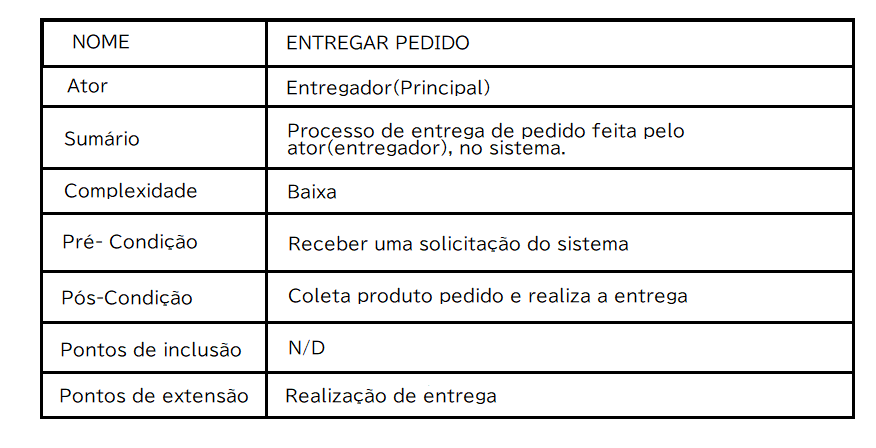 NOME ENTREGAR PEDIDO
Ator Entregador(Principal)
Sumário Processo de entrega de pedido feita pelo
ator(entregador), no sistema.
Complexidade Baixa
Pré- Condição Receber uma solicitação do sistema
Pós-Condição Coleta produto pedido e realiza a entrega
Pontos de inclusão N/D
Pontos de extensão Realização de entrega